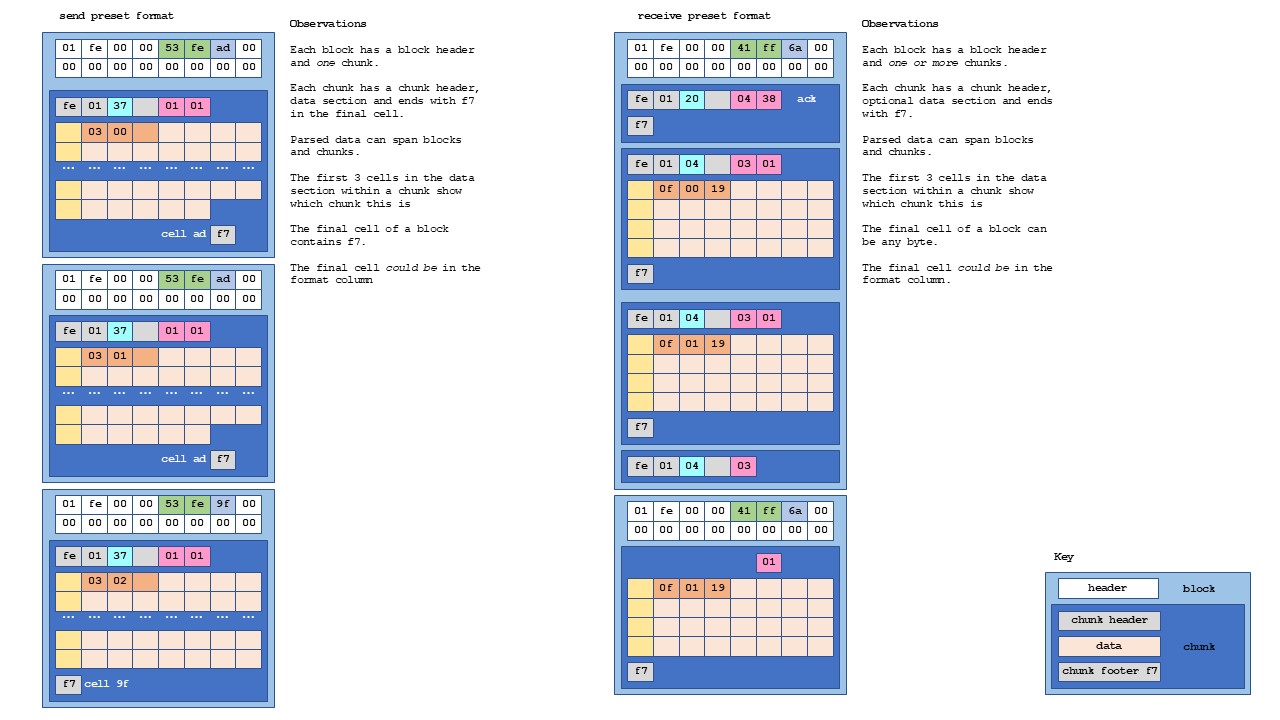 send preset format
01 fe 00 00 53 fe ad 00
00 00 00 00 00 00 00 00
fe 01 37 01 01
03 00
... ... ... ... ... ... ... ...
cell ad f7
01 fe 00 00 53 fe ad 00
00 00 00 00 00 00 00 00
fe 01 37 01 01
03 01
... ... ... ... ... ... ... ...
cell ad f7
01 fe 00 00 53 fe 9f 00
00 00 00 00 00 00 00 00
fe 01 37 01 01
03 02
... ... ... ... ... ... ... ...
f7 cell 9f
Observations
Each block has a block header
and one chunk.
Each chunk has a chunk header,
data section and ends with f7
in the final cell.
Parsed data can span blocks
and chunks.
The first 3 cells in the data
section within a chunk show
which chunk this is
The final cell of a block
contains f7.
The final cell could be in the
format column
receive preset format
01 fe 00 00 41 ff 6a 00
00 00 00 00 00 00 00 00
fe 01 20 04 38 ack
f7
fe 01 04 03 01
0f 00 19
f7
fe 01 04 03 01
0f 01 19
f7
fe 01 04 03
01 fe 00 00 41 ff 6a 00
00 00 00 00 00 00 00 00
01
0f 01 19
f7
Observations
Each block has a block header
and one or more chunks.
Each chunk has a chunk header,
optional data section and ends
with f7.
Parsed data can span blocks
and chunks.
The first 3 cells in the data
section within a chunk show
which chunk this is
The final cell of a block can
be any byte.
The final cell could be in the
format column.
Key
header block
chunk header
data chunk
chunk footer f7